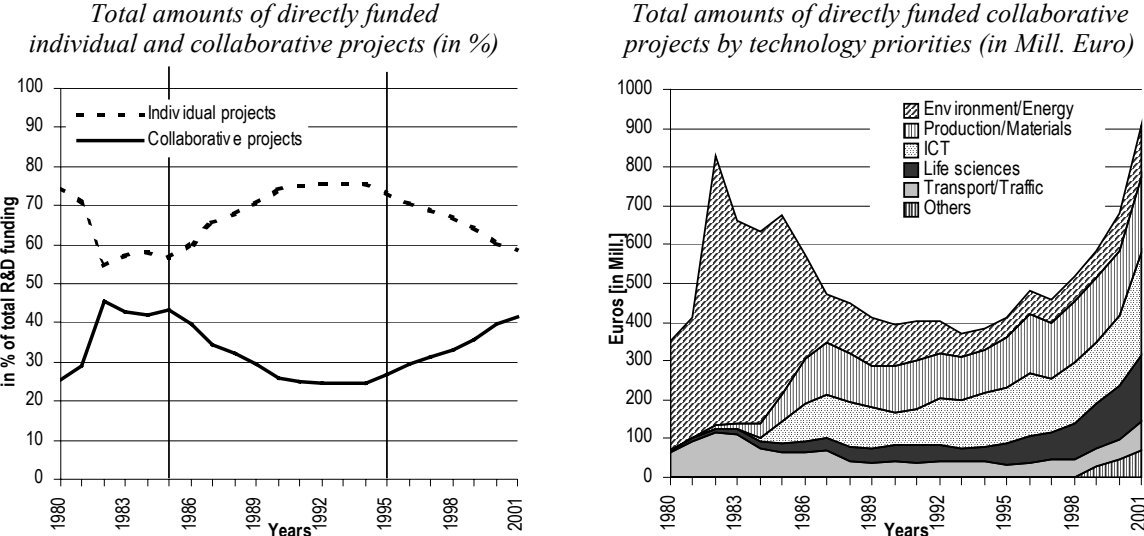 Total amounts of directly funded
individual and collaborative projects (in %)
100
90
80
70
60
50
40
30
20
10
0
in % of total R&D funding
Individual projects
Collaborative projects
1980
1983
1986
1989
1992
1995
1998
2001
Years
Total amounts of directly funded collaborative
projects by technology priorities (in Mill. Euro)
1000
900
800
700
600
500
400
300
200
100
0
Euros [in Mill.]
Environment/Energy
Production/Materials
ICT
Life sciences
Transport/Traffic
Others
1980
1983
1986
1989
1992
1995
1998
2001
Years